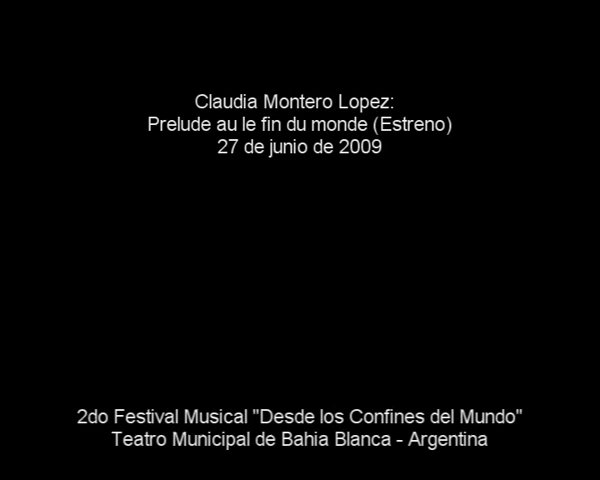 Claudia Montero Lopez:
Prelude au le fin du monde (Estreno)
27 de junio de 2009
2do Festival Musical "Desde los Confines del Mundo"
Teatro Municipal de Bahia Blanca - Argentina